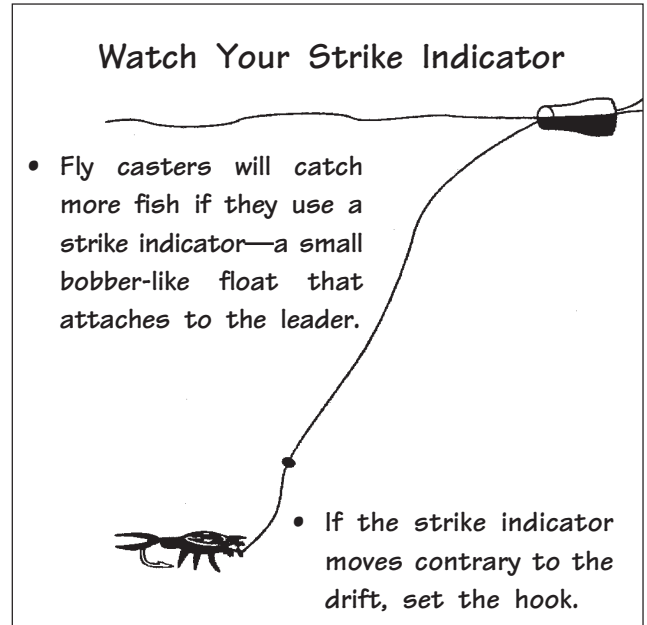 Watch Your Strike Indicator
• Fly casters will catch
more fish if they use a
strike indicator—a small
bobber-like float that
attaches to the leader.
• If the strike indicator
moves contrary to the
drift, set the hook.